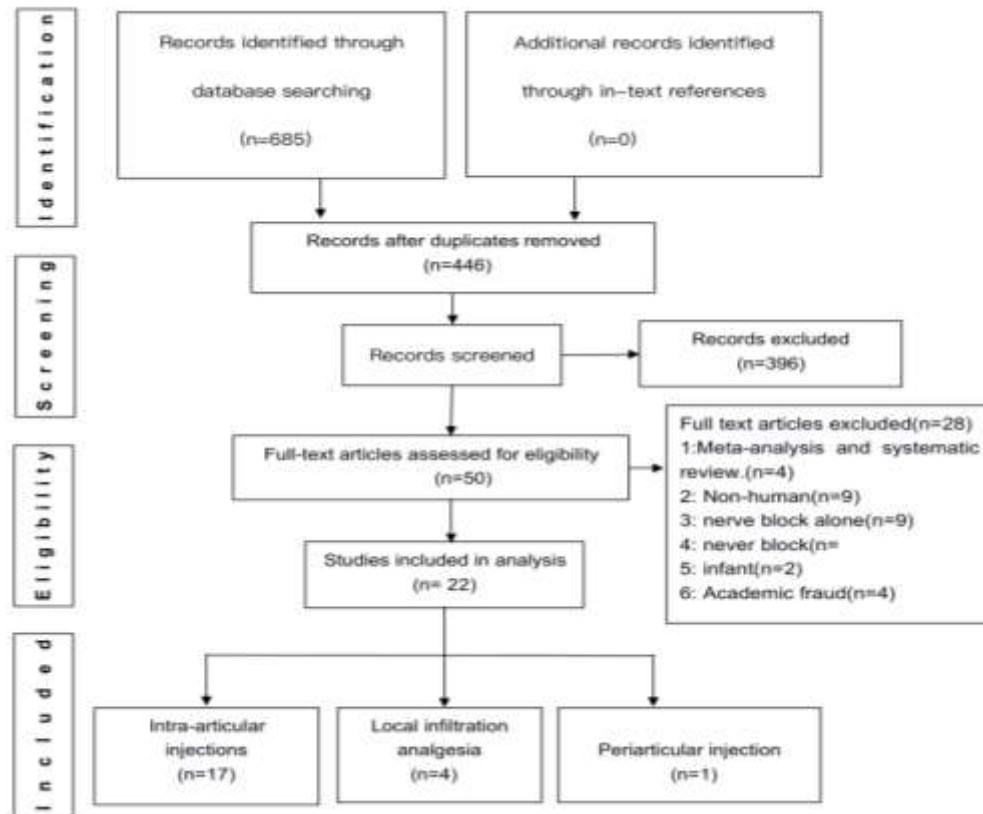 Identification
Records identified through
database searching
(n=685)
Additional records identified
through in-text references
(n=0)
Records after duplicates removed
(n=446)
Screening
Records screened
Records excluded
(n=396)
Eligibility
Full-text articles assessed for eligibility
(n=50)
Full text articles excluded(n=28)
1:Meta-analysis and systematic
review.(n=4)
2: Non-human(n=9)
3: nerve block alone(n=9)
4: never block(n=
5: infant(n=2)
6: Academic fraud(n=4)
Studies included in analysis
(n= 22)
Included
Intra-articular
injections
(n=17)
Local infiltration
analgesia
(n=4)
Periarticular injection
(n=1)